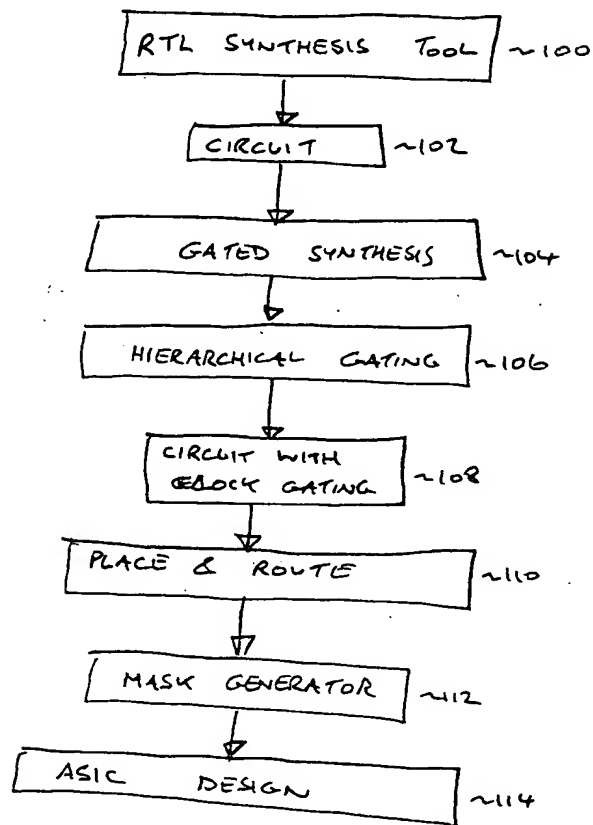 RTL SYNTHESIS TOOL ~100
CIRCUIT ~102
GATED SYNTHESIS ~104
HIERARCHICAL GATING ~106
CIRCUIT WITH
CLOCK GATING ~108
PLACE & ROUTE ~110
MASK GENERATOR ~112
ASIC DESIGN ~114